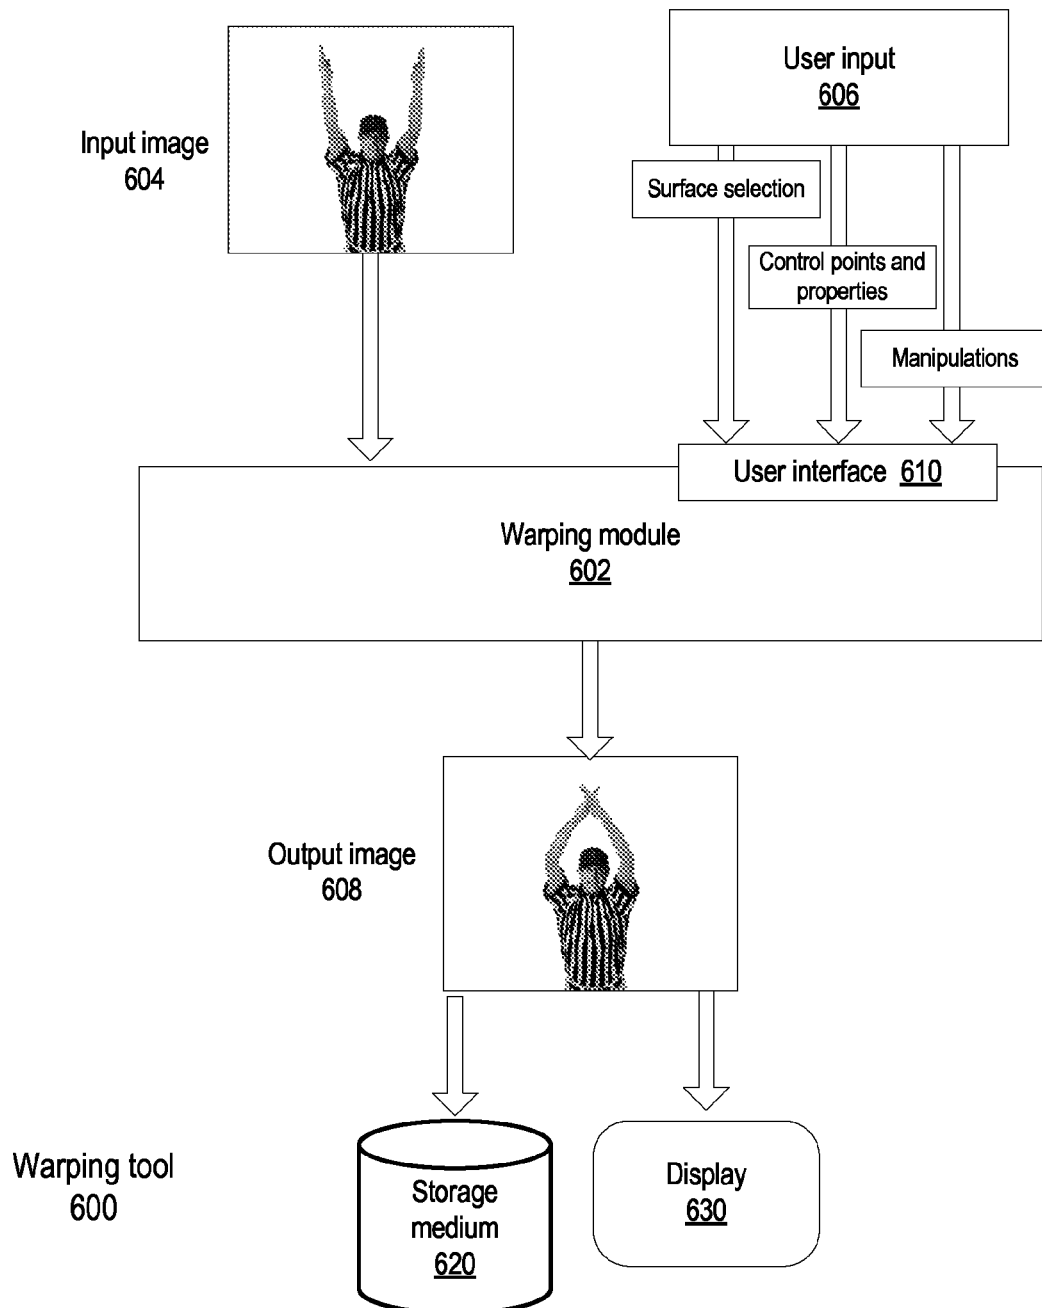 User input
606
Input image
604
Surface selection
Control points and
properties
Manipulations
User interface 610
Warping module
602
Output image
608
Warping tool
600
Storage
medium
620
Display
630